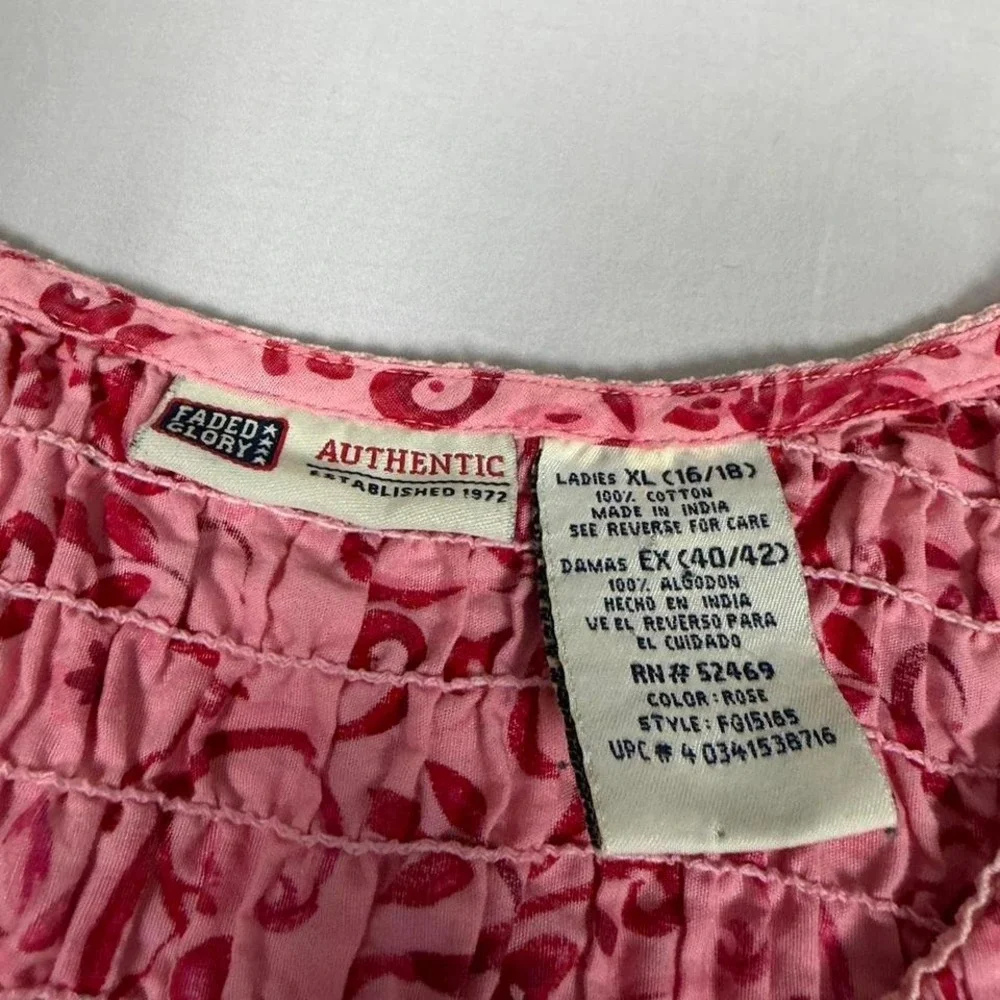 FADED
GLORY
AUTHENTIC
ESTABLISHED 1972
LADIES XL (16/18)
100% COTTON
MADE IN INDIA
SEE REVERSE FOR CARE
DAMAS EX (40/42)
100% ALGODON
HECHO EN INDIA
VE EL REVERSO PARA
EL CUIDADO
RN# 52469
COLOR: ROSE
STYLE: FG15165
UPC # 4 0341538716